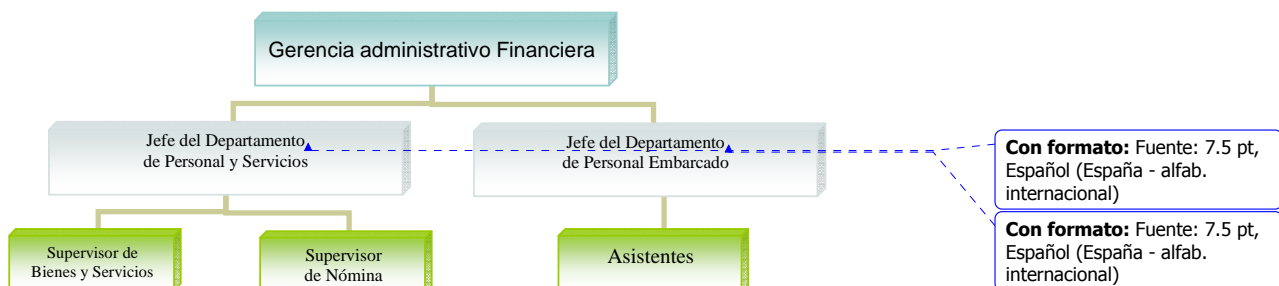 Gerencia administrativo Financiera
Jefe del Departamento
de Personal y Servicios
Jefe del Departamento
de Personal Embarcado
Con formato: Fuente: 7.5 pt,
Español (España - alfab.
internacional)
Con formato: Fuente: 7.5 pt,
Español (España - alfab.
internacional)
Supervisor de
Bienes y Servicios
Supervisor
de Nómina
Asistentes